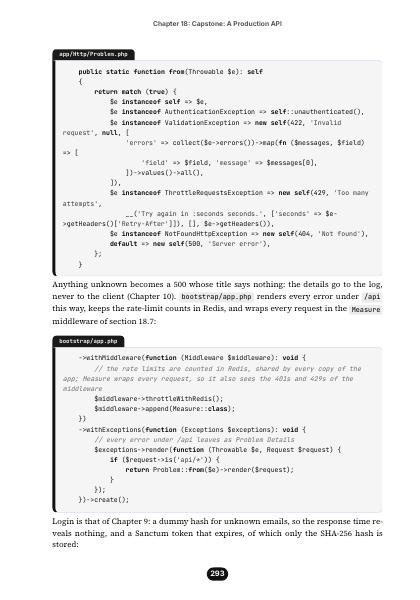 Chapter 18: Capstone: A Production API
app/Http/Problem.php
public static function from(Throwable $e): self
{
return match (true) {
$e instanceof self => $e,
$e instanceof AuthenticationException => self::unauthenticated(),
$e instanceof ValidationException => new self(422, 'Invalid
request', null, [
'errors' => collect($e->errors())->map(fn ($messages, $field)
=> [
'field' => $field, 'message' => $messages[0],
])->values()->all(),
]),
$e instanceof ThrottleRequestsException => new self(429, 'Too many
attempts',
__('Try again in :seconds seconds.', ['seconds' => $e-
>getHeaders()['Retry-After']]), [], $e->getHeaders()),
$e instanceof NotFoundHttpException => new self(404, 'Not found'),
default => new self(500, 'Server error'),
};
}
Anything unknown becomes a 500 whose title says nothing: the details go to the log,
never to the client (Chapter 10). bootstrap/app.php renders every error under /api
this way, keeps the rate-limit counts in Redis, and wraps every request in the Measure
middleware of section 18.7:
bootstrap/app.php
->withMiddleware(function (Middleware $middleware): void {
// the rate limits are counted in Redis, shared by every copy of the
app; Measure wraps every request, so it also sees the 401s and 429s of the
middleware
$middleware->throttleWithRedis();
$middleware->append(Measure::class);
})
->withExceptions(function (Exceptions $exceptions): void {
// every error under /api leaves as Problem Details
$exceptions->render(function (Throwable $e, Request $request) {
if ($request->is('api/*')) {
return Problem::from($e)->render($request);
}
});
})->create();
Login is that of Chapter 9: a dummy hash for unknown emails, so the response time re-
veals nothing, and a Sanctum token that expires, of which only the SHA-256 hash is
stored:
293